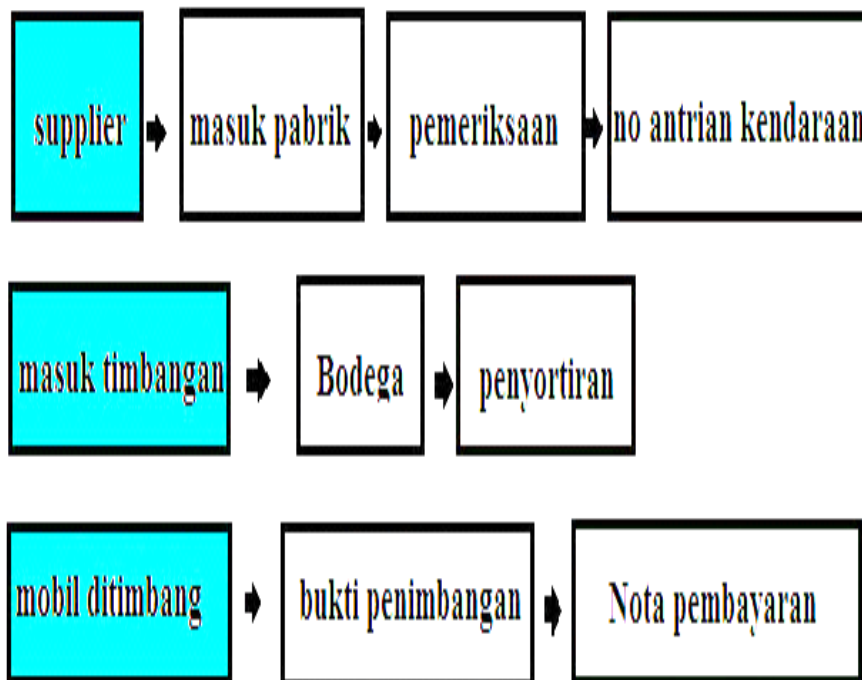 supplier
masuk pabrik
pemeriksaan
no antrian kendaraan
masuk timbangan
Bodega
penyortiran
mobil ditimbang
bukti penimbangan
Nota pembayaran